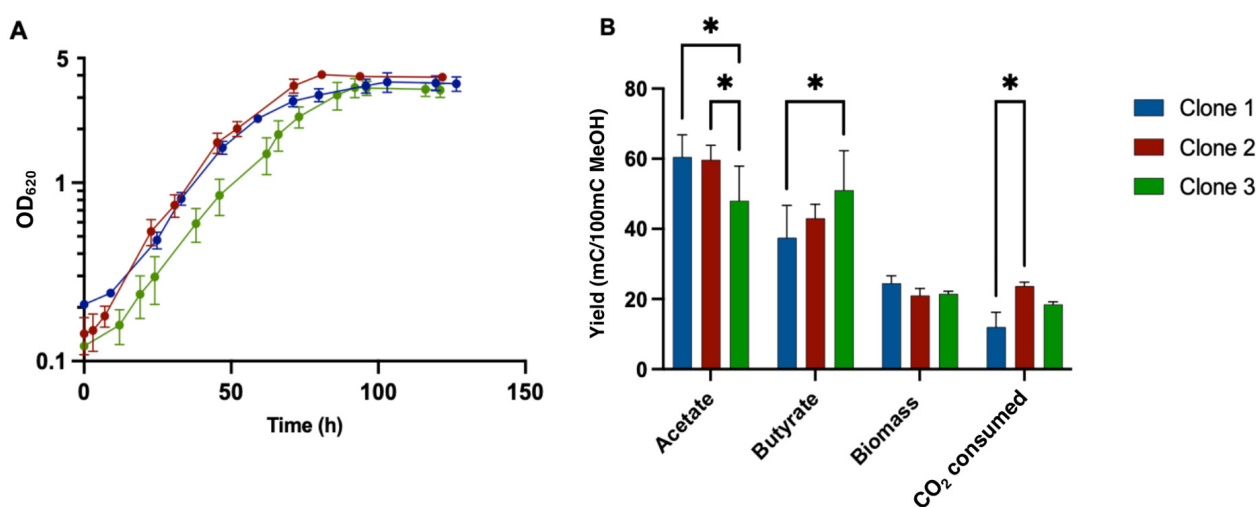 A
5
1
0.1
OD620
0
50
100
150
Time (h)
B
80
60
40
20
0
Yield (mC/100mC MeOH)
*
*
*
*
Acetate
Butyrate
Biomass
CO2 consumed
Clone 1
Clone 2
Clone 3